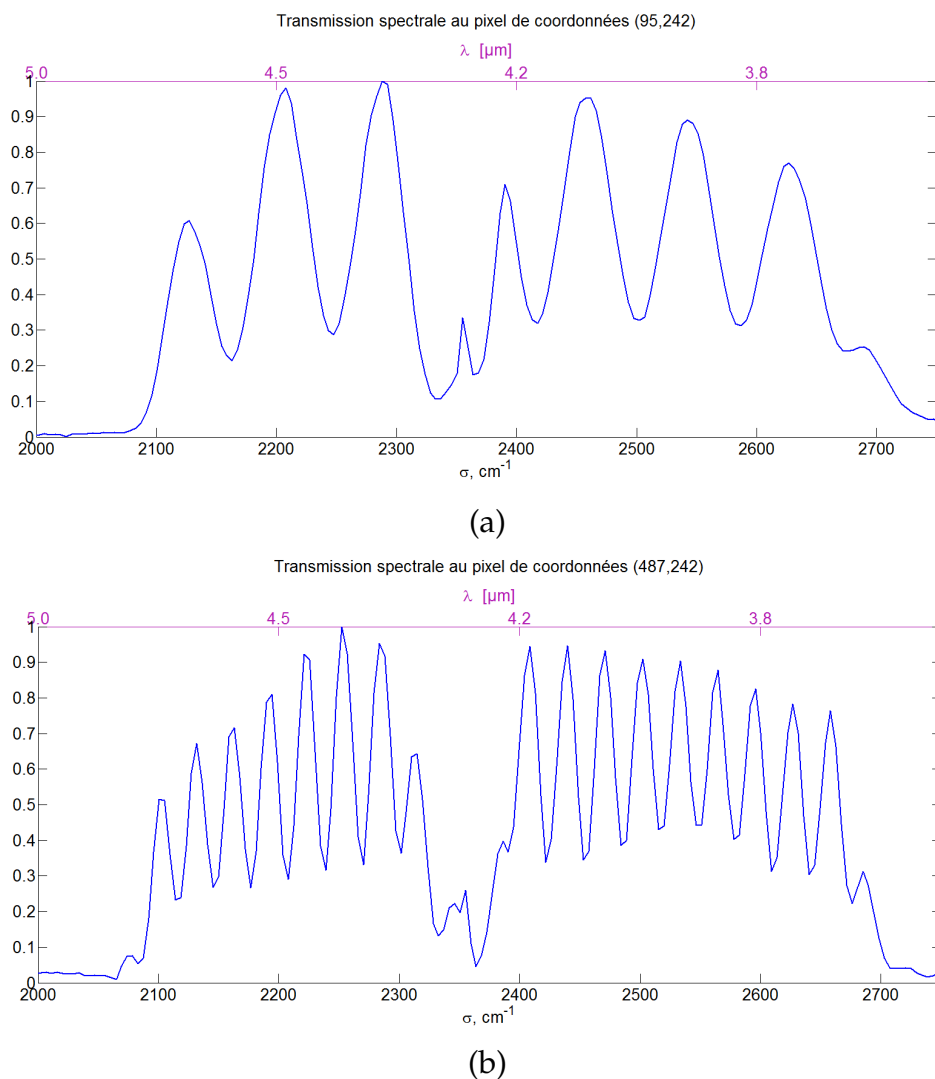 Transmission spectrale au pixel de coordonnées (95,242)
λ [µm]
5.0 4.5 4.2 3.8
1
0.9
0.8
0.7
0.6
0.5
0.4
0.3
0.2
0.1
0
2000 2100 2200 2300 2400 2500 2600 2700
σ, cm⁻¹
(a)
Transmission spectrale au pixel de coordonnées (487,242)
λ [µm]
5.0 4.5 4.2 3.8
1
0.9
0.8
0.7
0.6
0.5
0.4
0.3
0.2
0.1
0
2000 2100 2200 2300 2400 2500 2600 2700
σ, cm⁻¹
(b)